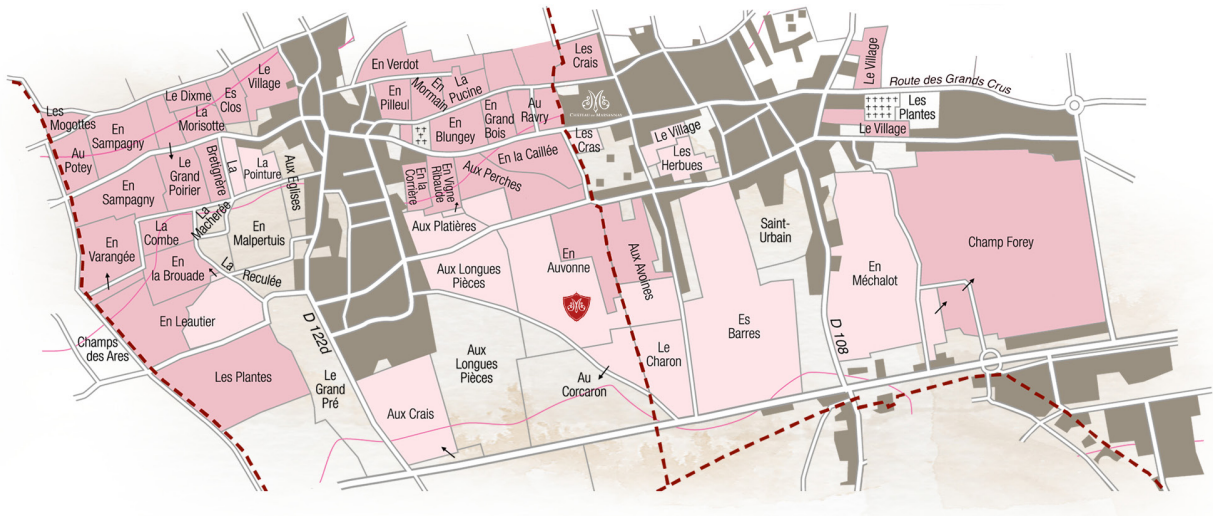 Les
Crais
Le
Village
En Verdot
Le Village
Route des Grands Crus
Le Dixme
Es
Clos
En
Pilleul
En
Mormain
La
Pucine
Les
Mogottes
La
Morisotte
En
Sampagny
En
Blungey
En
Grand
Bois
Au
Ravry
Les
Plantes
Le Village
Au
Potey
Le
Grand
Poirier
Bretignère
La
La
Pointure
Aux Eglises
En la Caillée
Les
Cras
Le Village
Les
Herbues
En
Sampagny
En la
Corrière
En Vigne
Ribaude
Aux Perches
La
Macherée
La
Combe
En
Malpertuis
Aux Platières
Saint-
Urbain
Champ Forey
En
Varangée
En
la Brouade
La Reculée
Aux Longues
Pièces
En
Auvonne
Aux Avoines
En
Méchalot
En Leautier
D 122d
Es
Barres
D 108
Champs
des Ares
Les Plantes
Le
Grand
Pré
Aux
Longues
Pièces
Le
Charon
Au
Corcaron
Aux Crais